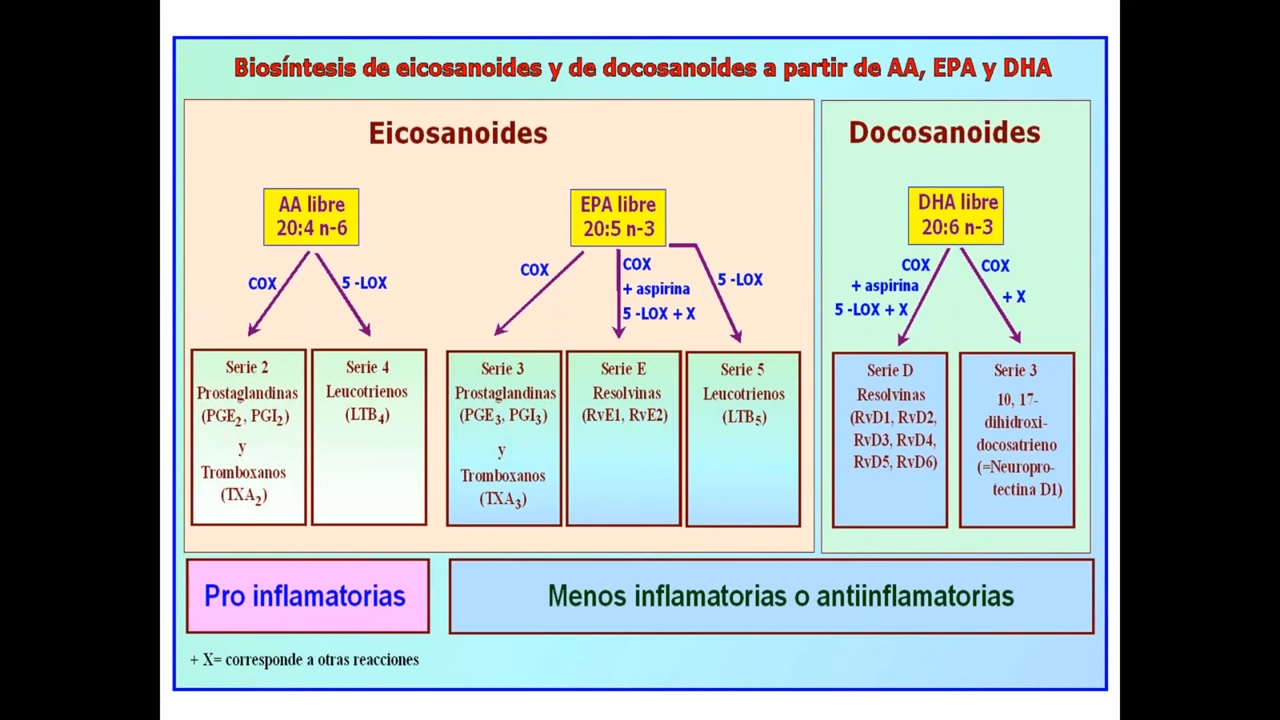 Biosíntesis de eicosanoides y de docosanoides a partir de AA, EPA y DHA
Eicosanoides
AA libre
20:4 n-6
COX
5 -LOX
Serie 2
Prostaglandinas
(PGE₂, PGI₂)
y
Tromboxanos
(TXA₂)
Serie 4
Leucotrienos
(LTB₄)
EPA libre
20:5 n-3
COX
COX
+ aspirina
5 -LOX + X
5 -LOX
Serie 3
Prostaglandinas
(PGE₃, PGI₃)
y
Tromboxanos
(TXA₃)
Serie E
Resolvinas
(RvE1, RvE2)
Serie 5
Leucotrienos
(LTB₅)
Docosanoides
DHA libre
20:6 n-3
COX
+ aspirina
5 -LOX + X
COX
+ X
Serie D
Resolvinas
(RvD1, RvD2,
RvD3, RvD4,
RvD5, RvD6)
Serie 3
10, 17-
dihidroxi-
docosatrieno
(=Neuropro-
tectina D1)
Pro inflamatorias
Menos inflamatorias o antiinflamatorias
+ X= corresponde a otras reacciones